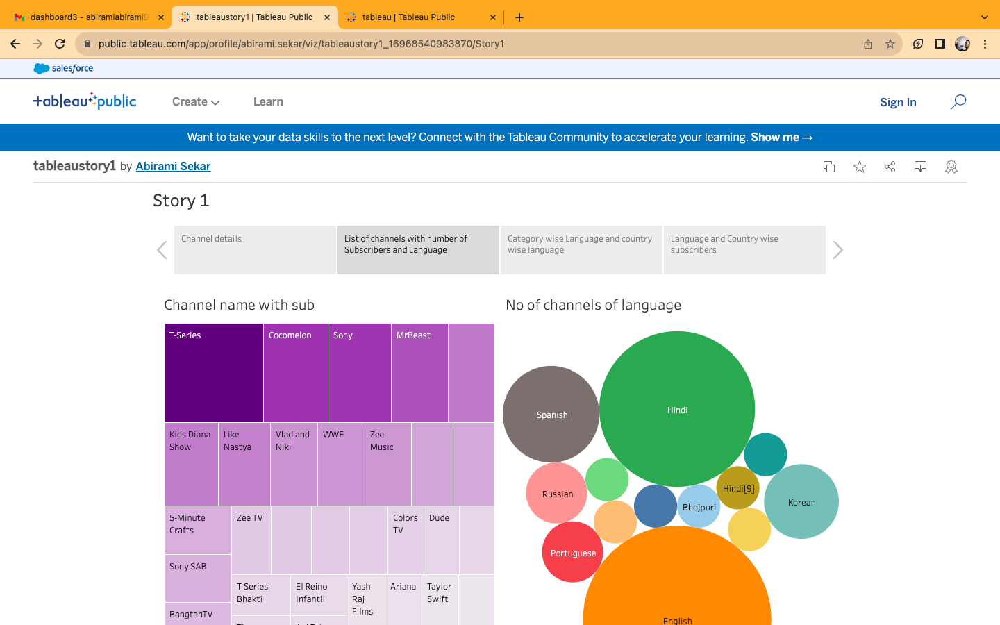 dashboard3 - abiramiabirami9
tableaustory1 | Tableau Public
tableau | Tableau Public
public.tableau.com/app/profile/abirami.sekar/viz/tableaustory1_16968540983870/Story1
salesforce
tableau public
Create
Learn
Sign In
Want to take your data skills to the next level? Connect with the Tableau Community to accelerate your learning. Show me →
tableaustory1 by Abirami Sekar
Story 1
Channel details
List of channels with number of
Subscribers and Language
Category wise Language and country
wise language
Language and Country wise
subscribers
Channel name with sub
T-Series
Cocomelon
Sony
MrBeast
Kids Diana
Show
Like
Nastya
Vlad and
Niki
WWE
Zee
Music
5-Minute
Crafts
Zee TV
Colors
TV
Dude
Sony SAB
T-Series
Bhakti
El Reino
Infantil
Yash
Raj
Films
Ariana
Taylor
Swift
BangtanTV
No of channels of language
Hindi
Spanish
Russian
Hindi[9]
Korean
Bhojpuri
Portuguese
English